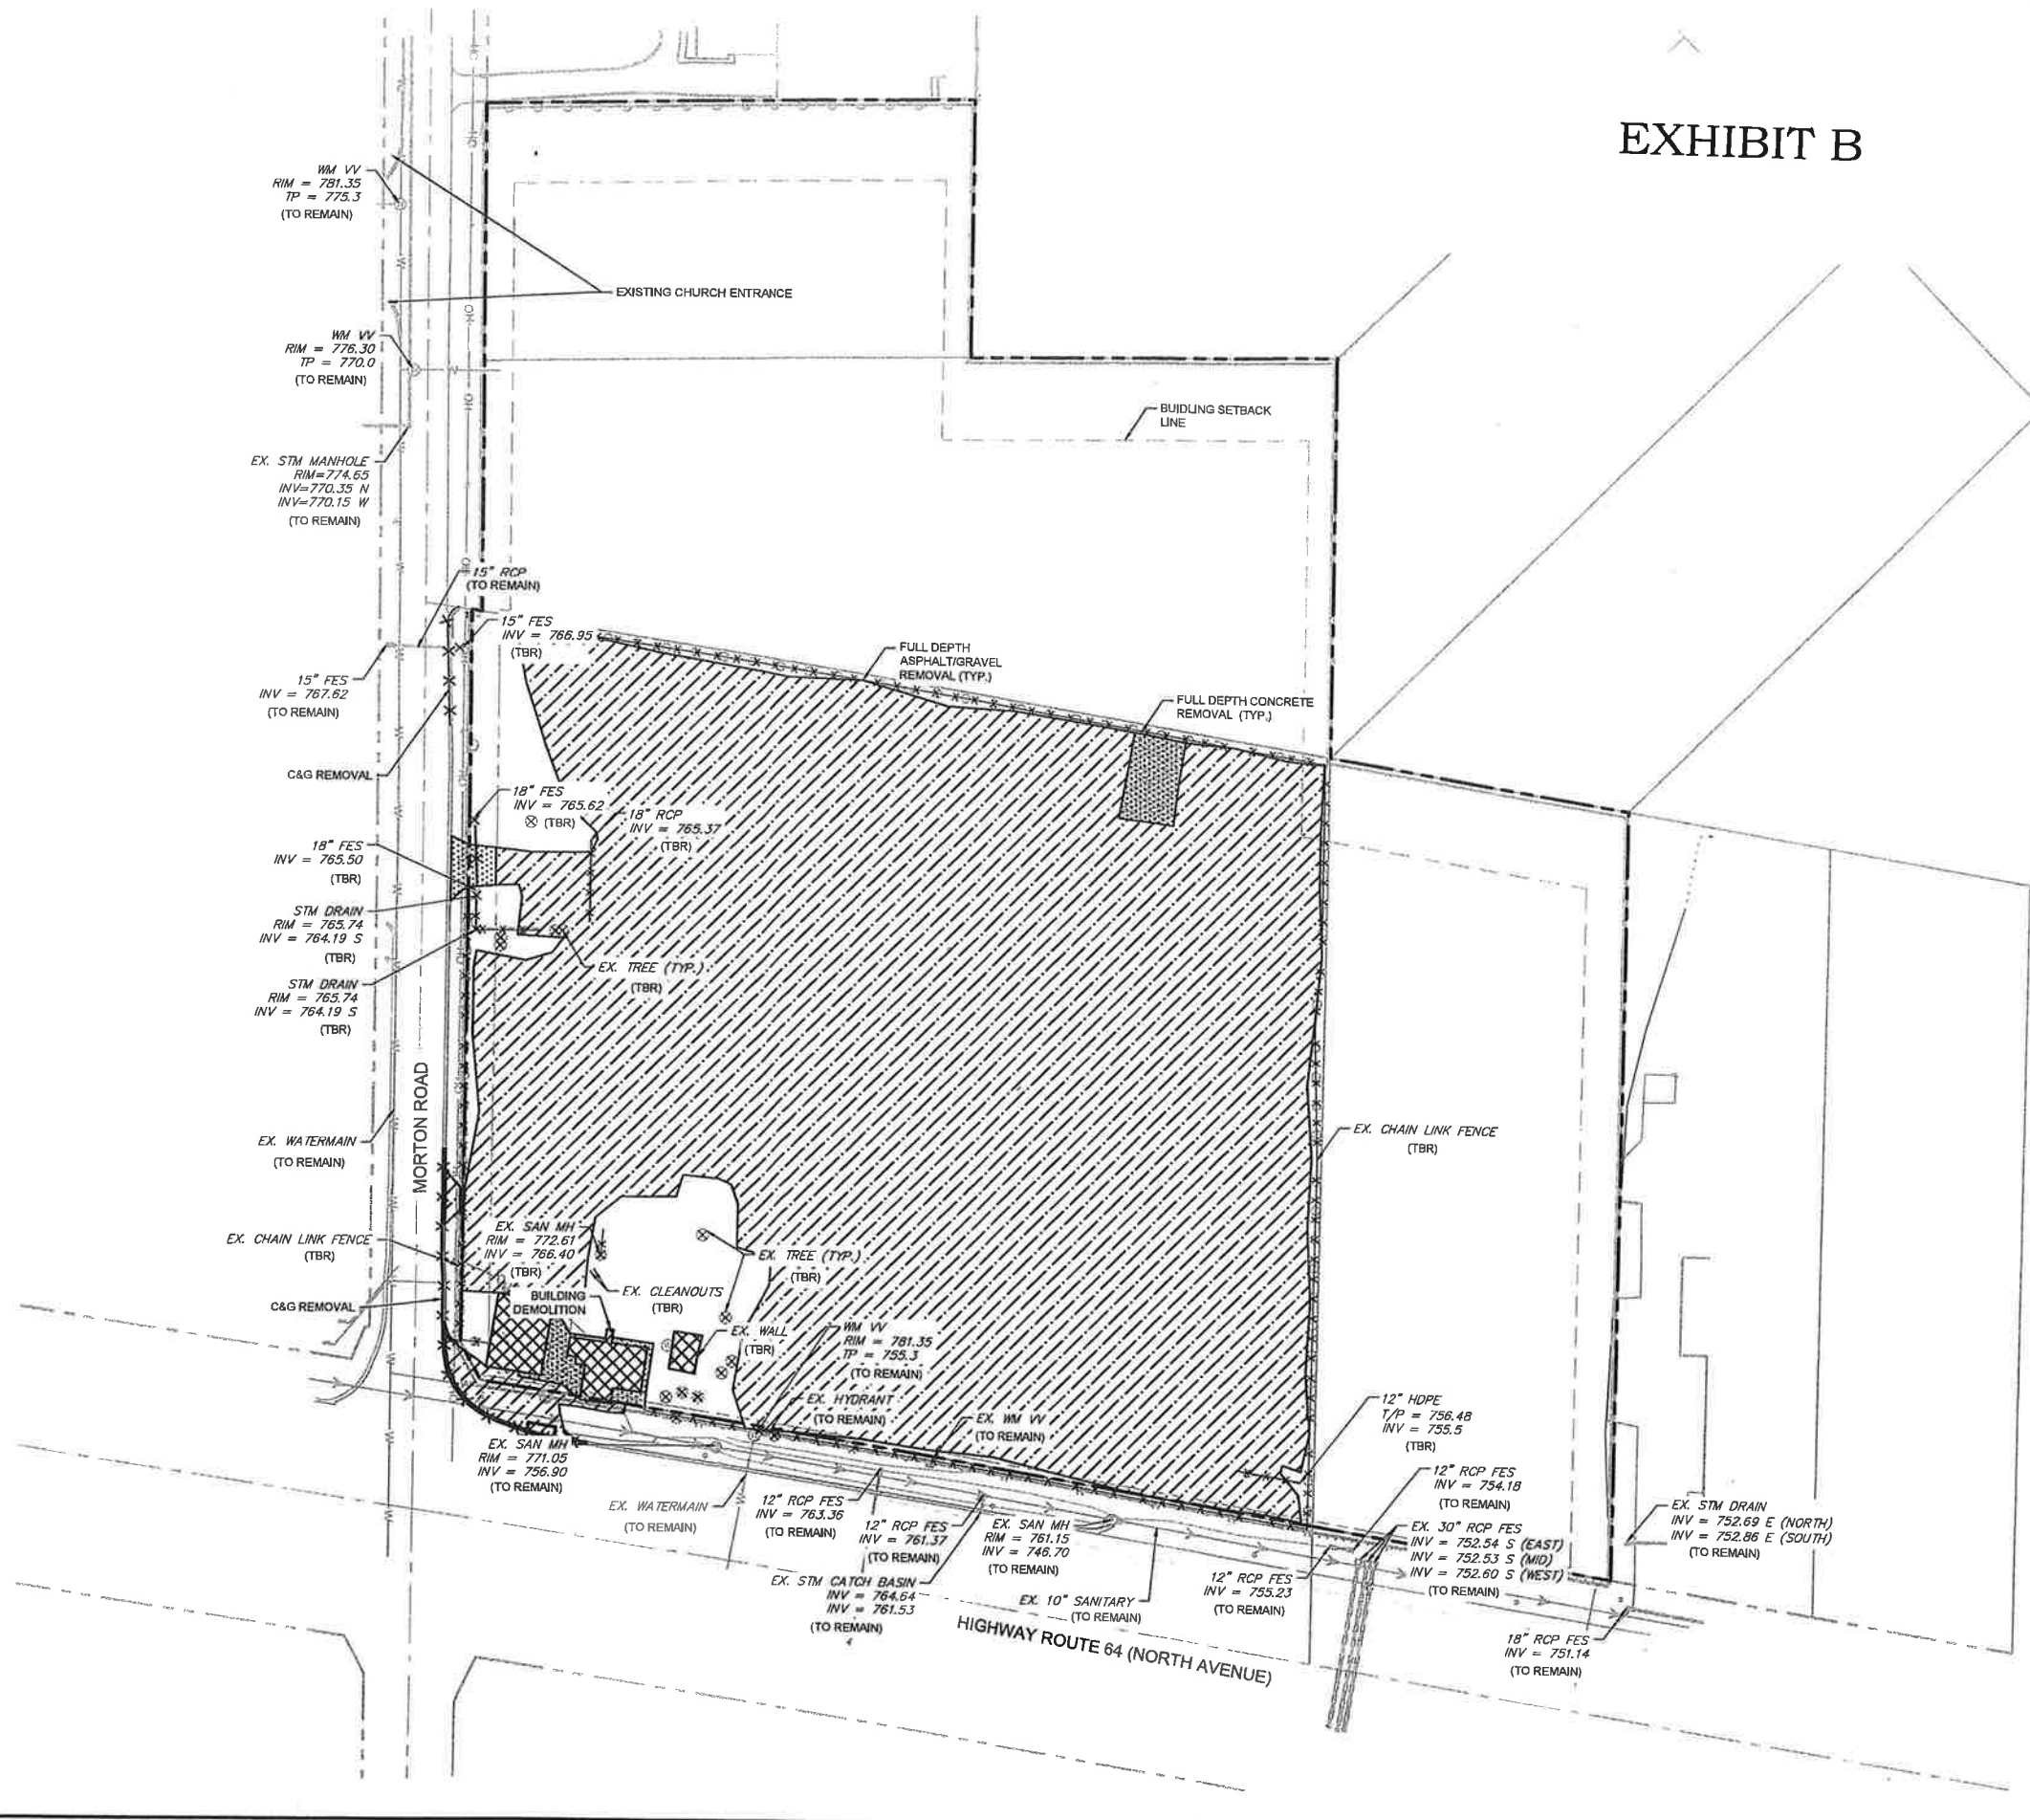 EXHIBIT B
WM VV
RIM = 781.35
TP = 775.3
(TO REMAIN)
EXISTING CHURCH ENTRANCE
WM VV
RIM = 776.30
TP = 770.0
(TO REMAIN)
BUIDLING SETBACK
LINE
EX. STM MANHOLE
RIM=774.65
INV=770.35 N
INV=770.15 W
(TO REMAIN)
15" RCP
(TO REMAIN)
15" FES
INV = 766.95
(TBR)
FULL DEPTH
ASPHALT/GRAVEL
REMOVAL (TYP.)
15" FES
INV = 767.62
(TO REMAIN)
FULL DEPTH CONCRETE
REMOVAL (TYP.)
C&G REMOVAL
18" FES
INV = 765.62
(TBR)
18" RCP
INV = 765.37
(TBR)
18" FES
INV = 765.50
(TBR)
STM DRAIN
RIM = 765.74
INV = 764.19 S
(TBR)
EX. TREE (TYP.)
(TBR)
STM DRAIN
RIM = 765.74
INV = 764.19 S
(TBR)
MORTON ROAD
EX. WATERMAIN
(TO REMAIN)
EX. CHAIN LINK FENCE
(TBR)
EX. CHAIN LINK FENCE
(TBR)
EX. SAN MH
RIM = 772.61
INV = 766.40
(TBR)
EX. TREE (TYP.)
(TBR)
EX. CLEANOUTS
(TBR)
BUILDING
DEMOLITION
C&G REMOVAL
EX. WALL
(TBR)
WM VV
RIM = 781.35
TP = 755.3
(TO REMAIN)
EX. HYDRANT
(TO REMAIN)
EX. WM VV
(TO REMAIN)
12" HDPE
T/P = 756.48
INV = 755.5
(TBR)
EX. SAN MH
RIM = 771.05
INV = 756.90
(TO REMAIN)
EX. WATERMAIN
(TO REMAIN)
12" RCP FES
INV = 763.36
(TO REMAIN)
12" RCP FES
INV = 761.37
(TO REMAIN)
EX. SAN MH
RIM = 761.15
INV = 746.70
(TO REMAIN)
12" RCP FES
INV = 754.18
(TO REMAIN)
EX. 30" RCP FES
INV = 752.54 S (EAST)
INV = 752.53 S (MID)
INV = 752.60 S (WEST)
(TO REMAIN)
EX. STM DRAIN
INV = 752.69 E (NORTH)
INV = 752.86 E (SOUTH)
(TO REMAIN)
EX. STM CATCH BASIN
INV = 764.64
INV = 761.53
(TO REMAIN)
EX. 10" SANITARY
(TO REMAIN)
12" RCP FES
INV = 755.23
(TO REMAIN)
HIGHWAY ROUTE 64 (NORTH AVENUE)
18" RCP FES
INV = 751.14
(TO REMAIN)